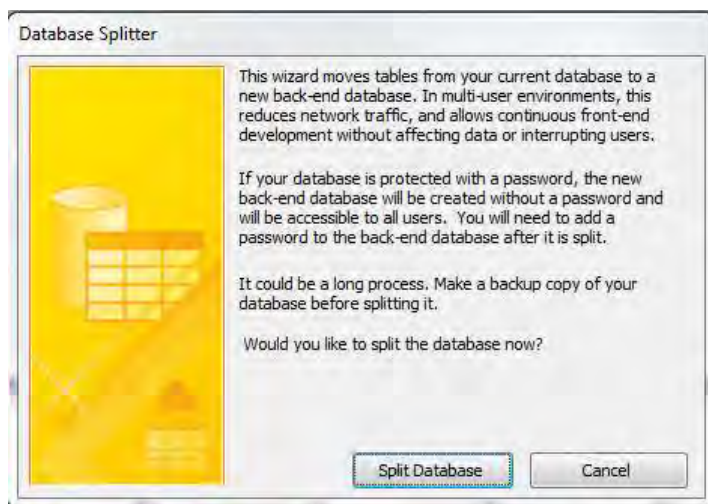 Database Splitter
This wizard moves tables from your current database to a
new back-end database. In multi-user environments, this
reduces network traffic, and allows continuous front-end
development without affecting data or interrupting users.
If your database is protected with a password, the new
back-end database will be created without a password and
will be accessible to all users.  You will need to add a
password to the back-end database after it is split.
It could be a long process. Make a backup copy of your
database before splitting it.
Would you like to split the database now?
Split Database
Cancel